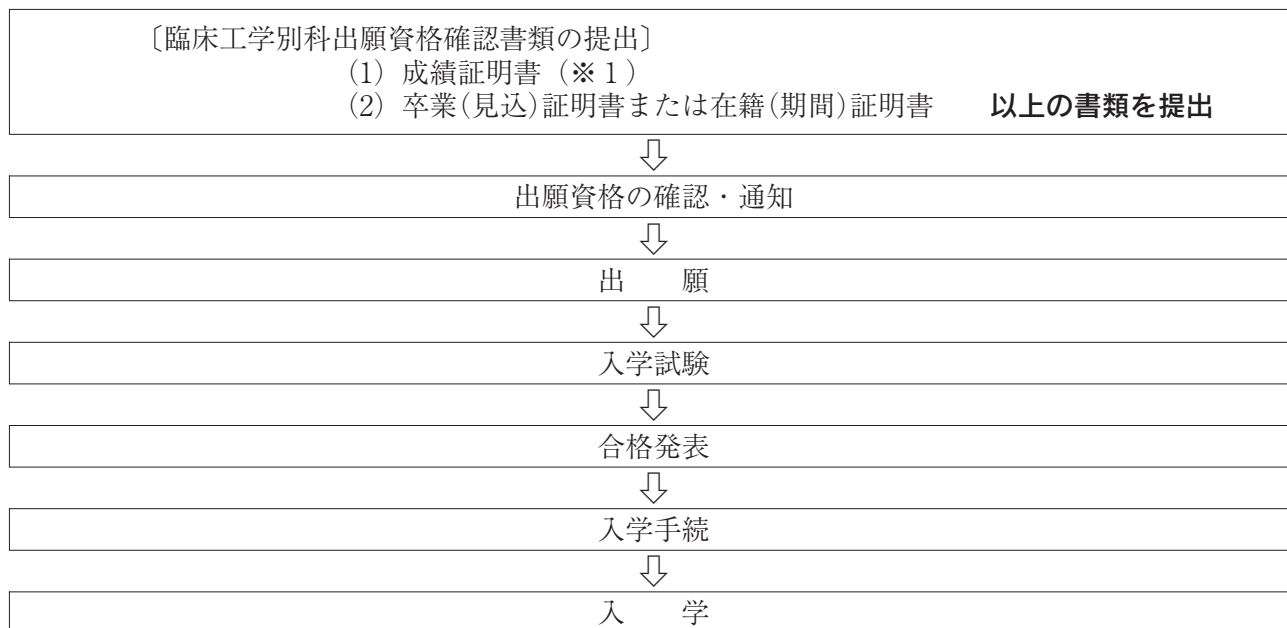 〔臨床工学別科出願資格確認書類の提出〕
(1) 成績証明書（※１）
(2) 卒業(見込)証明書または在籍(期間)証明書　　以上の書類を提出
⇩
出願資格の確認・通知
⇩
出　　願
⇩
入学試験
⇩
合格発表
⇩
入学手続
⇩
入　　学